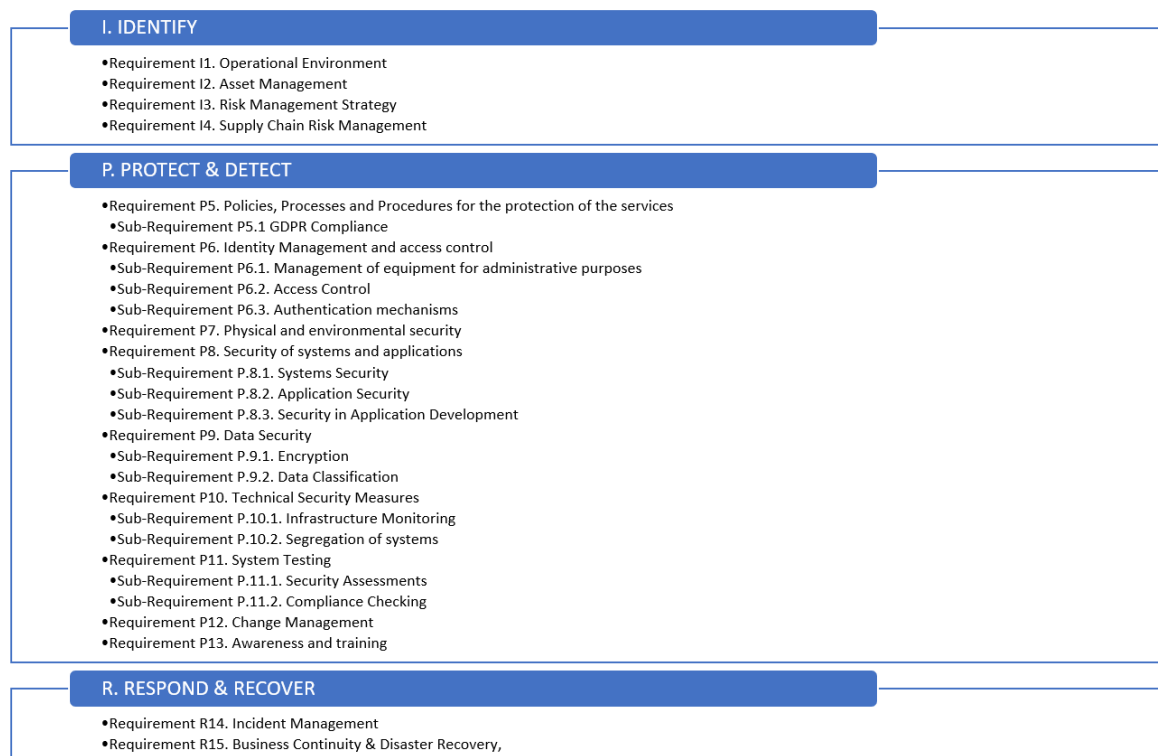 I. IDENTIFY
•Requirement I1. Operational Environment
•Requirement I2. Asset Management
•Requirement I3. Risk Management Strategy
•Requirement I4. Supply Chain Risk Management
P. PROTECT & DETECT
•Requirement P5. Policies, Processes and Procedures for the protection of the services
•Sub-Requirement P5.1 GDPR Compliance
•Requirement P6. Identity Management and access control
•Sub-Requirement P6.1. Management of equipment for administrative purposes
•Sub-Requirement P6.2. Access Control
•Sub-Requirement P6.3. Authentication mechanisms
•Requirement P7. Physical and environmental security
•Requirement P8. Security of systems and applications
•Sub-Requirement P.8.1. Systems Security
•Sub-Requirement P.8.2. Application Security
•Sub-Requirement P.8.3. Security in Application Development
•Requirement P9. Data Security
•Sub-Requirement P.9.1. Encryption
•Sub-Requirement P.9.2. Data Classification
•Requirement P10. Technical Security Measures
•Sub-Requirement P.10.1. Infrastructure Monitoring
•Sub-Requirement P.10.2. Segregation of systems
•Requirement P11. System Testing
•Sub-Requirement P.11.1. Security Assessments
•Sub-Requirement P.11.2. Compliance Checking
•Requirement P12. Change Management
•Requirement P13. Awareness and training
R. RESPOND & RECOVER
•Requirement R14. Incident Management
•Requirement R15. Business Continuity & Disaster Recovery,